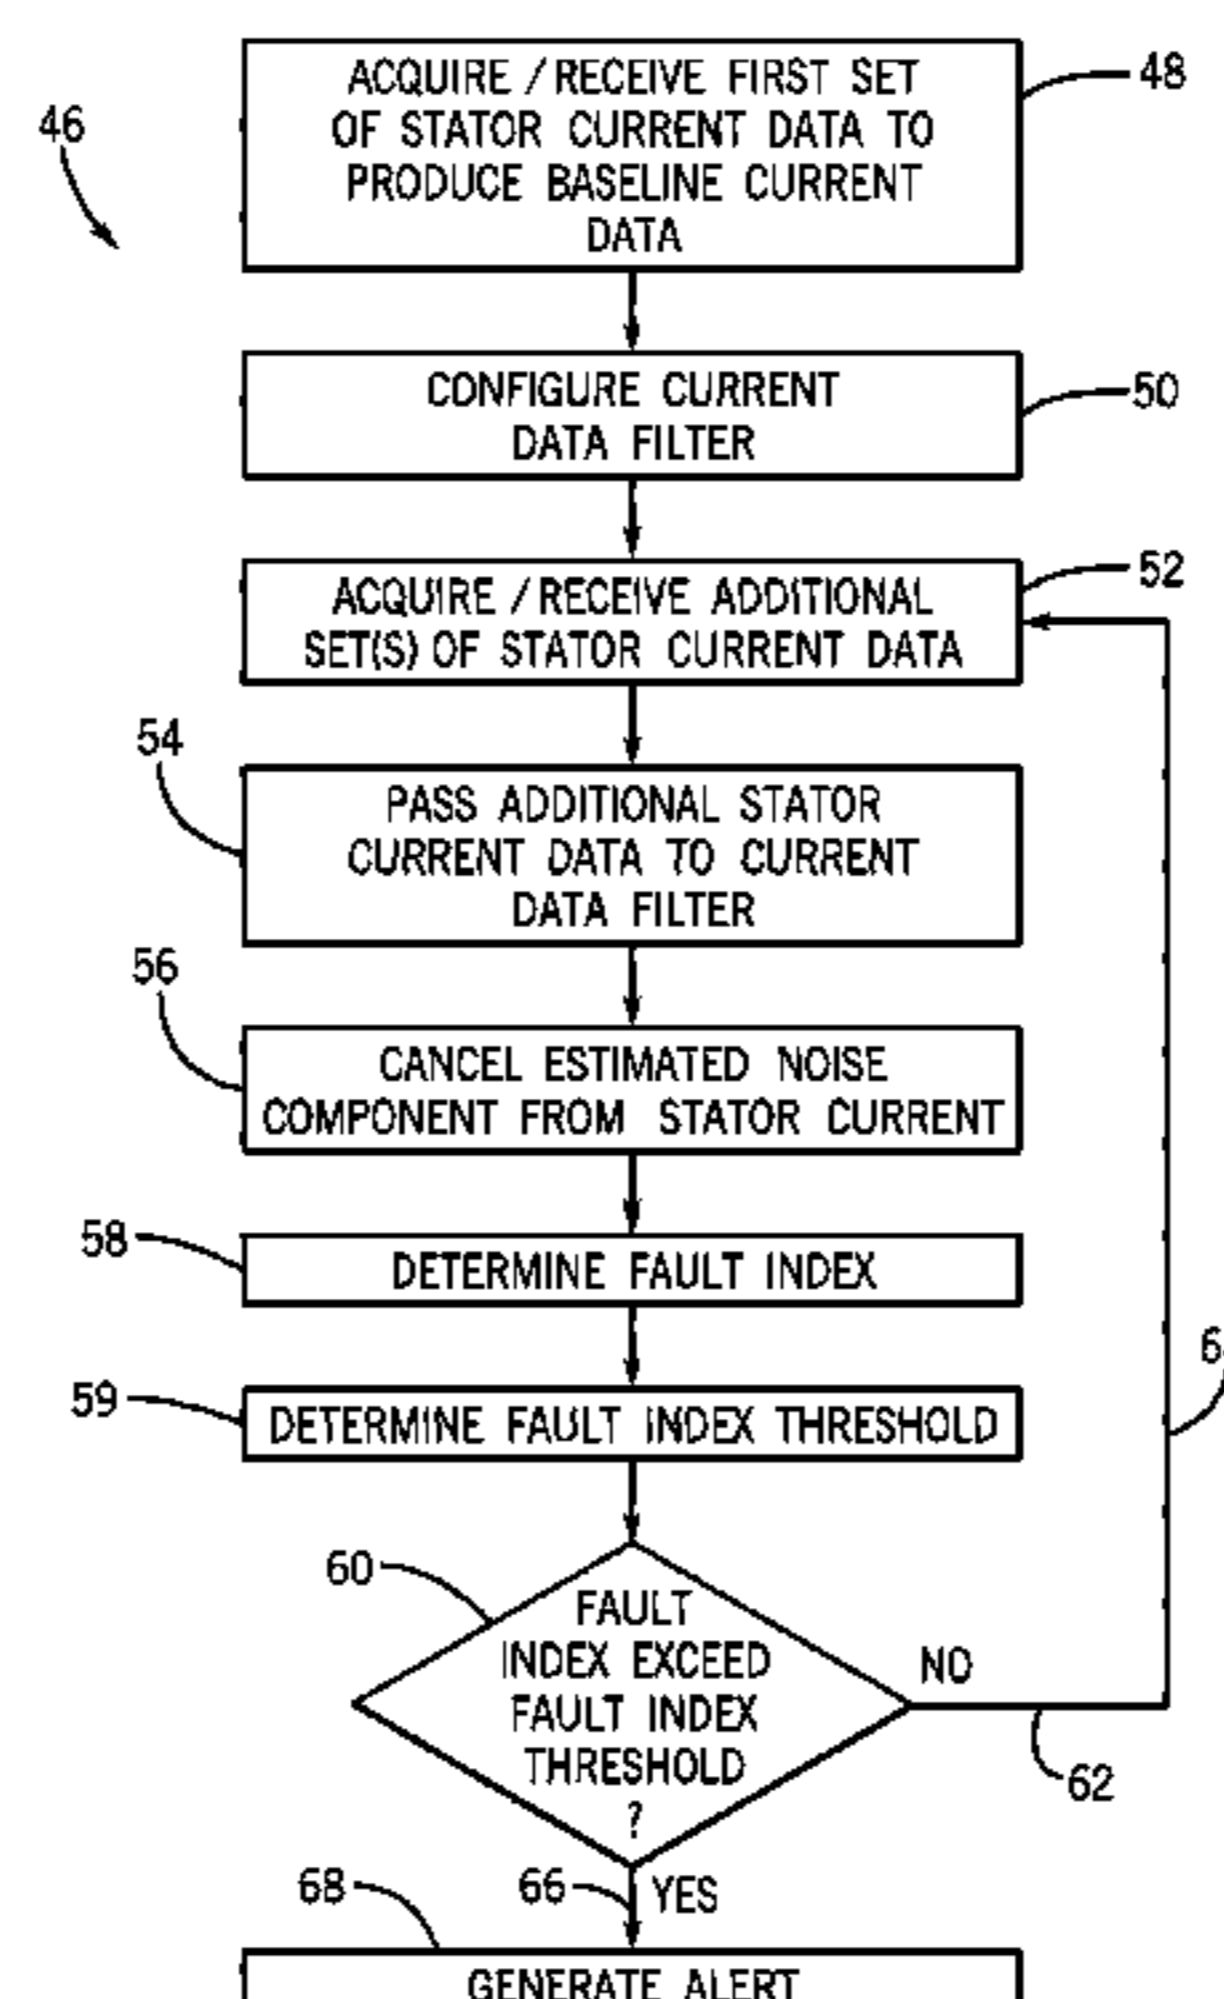 46
ACQUIRE / RECEIVE FIRST SET
OF STATOR CURRENT DATA TO
PRODUCE BASELINE CURRENT
DATA
48
CONFIGURE CURRENT
DATA FILTER
50
ACQUIRE / RECEIVE ADDITIONAL
SET(S) OF STATOR CURRENT DATA
52
54
PASS ADDITIONAL STATOR
CURRENT DATA TO CURRENT
DATA FILTER
56
CANCEL ESTIMATED NOISE
COMPONENT FROM STATOR CURRENT
58
DETERMINE FAULT INDEX
59
DETERMINE FAULT INDEX THRESHOLD
60
FAULT
INDEX EXCEED
FAULT INDEX
THRESHOLD
?
NO
62
66
YES
68
GENERATE ALERT